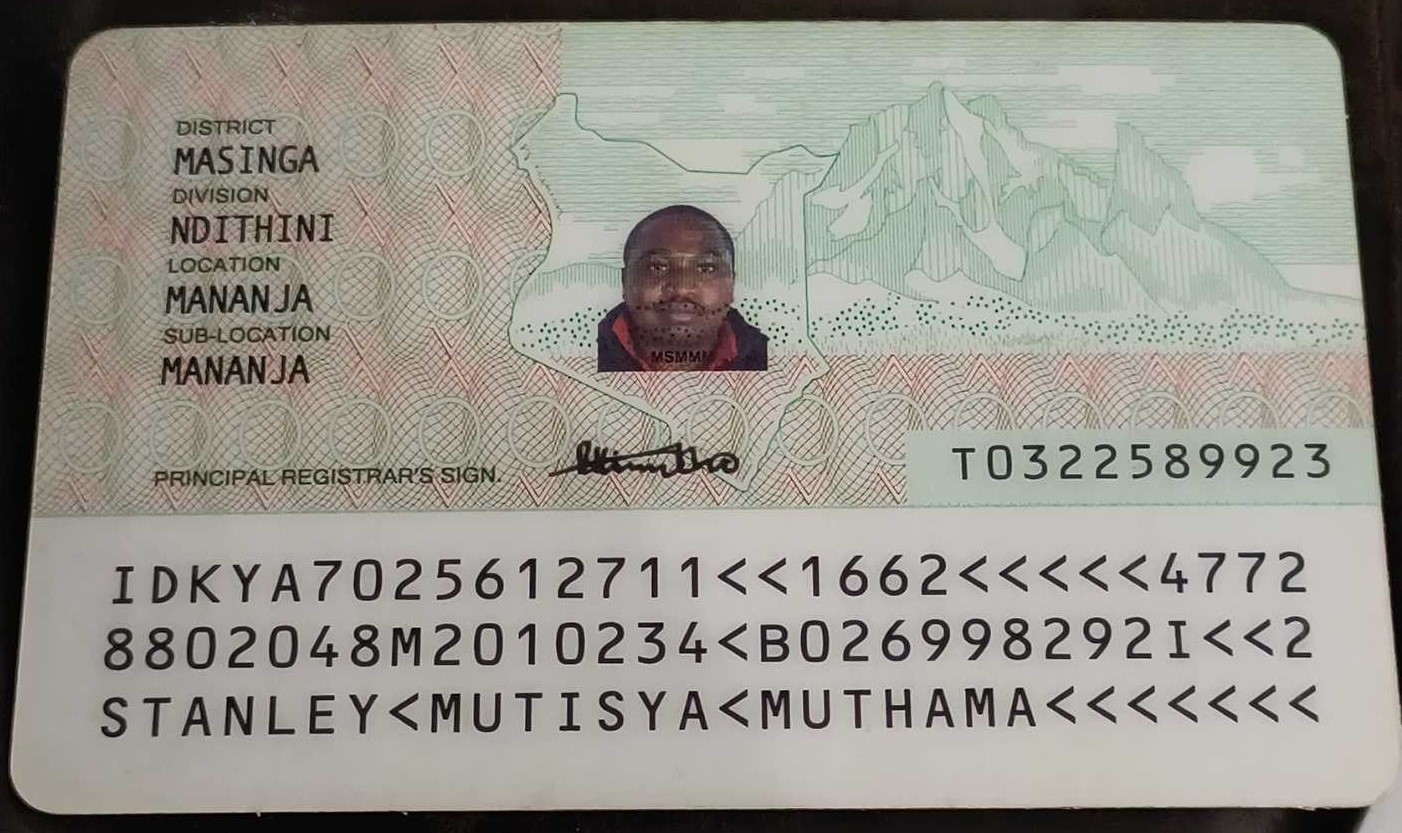 DISTRICT
MASINGA
DIVISION
NDITHINI
LOCATION
MANANJA
SUB-LOCATION
MANANJA
MSMMM
PRINCIPAL REGISTRAR'S SIGN.
T0322589923
IDKYA7025612711<<1662<<<<<4772
8802048M2010234<B026998292I<<2
STANLEY<MUTISYA<MUTHAMA<<<<<<<